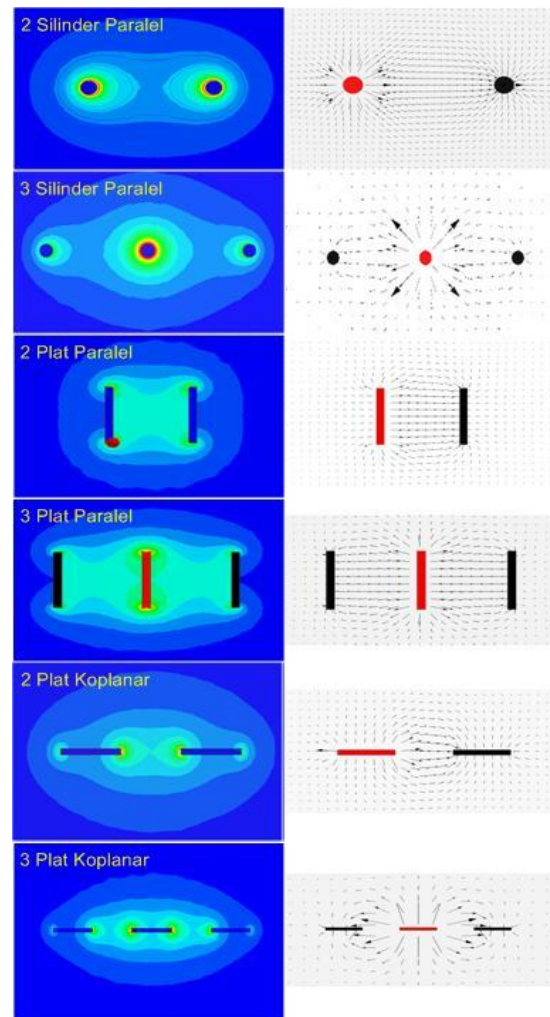 2 Silinder Paralel
3 Silinder Paralel
2 Plat Paralel
3 Plat Paralel
2 Plat Koplanar
3 Plat Koplanar